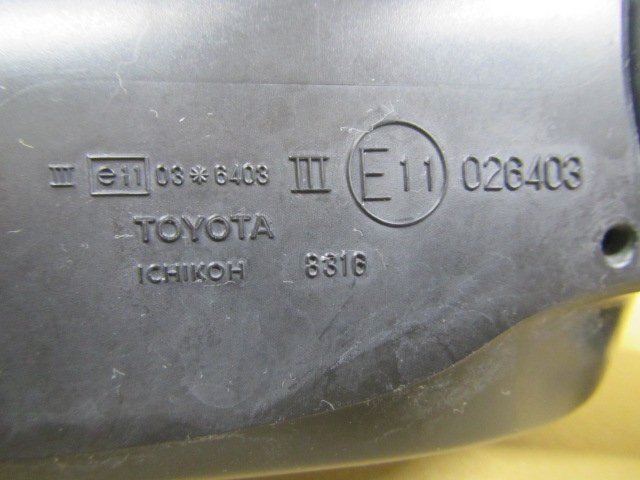 III e11 03*6403 III E11 026403
TOYOTA
ICHIKOH 8316